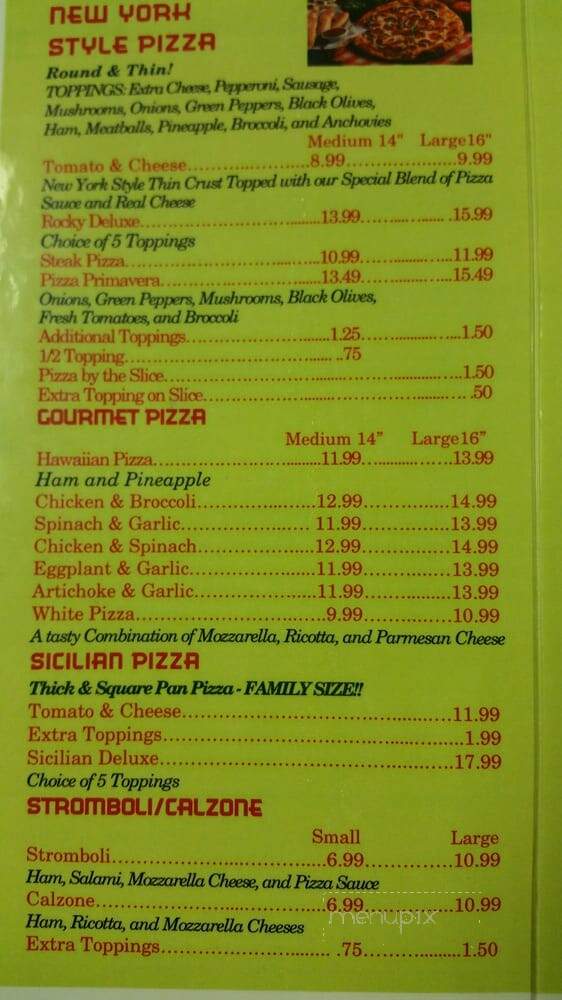 NEW YORK
STYLE PIZZA
Round & Thin!
TOPPINGS: Extra Cheese, Pepperoni, Sausage,
Mushrooms, Onions, Green Peppers, Black Olives,
Ham, Meatballs, Pineapple, Broccoli, and Anchovies
Medium 14" Large16"
Tomato & Cheese........................8.99........................9.99
New York Style Thin Crust Topped with our Special Blend of Pizza
Sauce and Real Cheese
Rocky Deluxe........................13.99........................15.99
Choice of 5 Toppings
Steak Pizza........................10.99........................11.99
Pizza Primavera........................13.49........................15.49
Onions, Green Peppers, Mushrooms, Black Olives,
Fresh Tomatoes, and Broccoli
Additional Toppings........................1.25........................1.50
1/2 Topping........................ .75
Pizza by the Slice........................1.50
Extra Topping on Slice........................ .50
GOURMET PIZZA
Medium 14” Large16”
Hawaiian Pizza........................11.99........................13.99
Ham and Pineapple
Chicken & Broccoli........................12.99........................14.99
Spinach & Garlic........................ 11.99........................13.99
Chicken & Spinach........................12.99........................14.99
Eggplant & Garlic........................11.99........................13.99
Artichoke & Garlic........................11.99........................13.99
White Pizza........................9.99........................10.99
A tasty Combination of Mozzarella, Ricotta, and Parmesan Cheese
SICILIAN PIZZA
Thick & Square Pan Pizza - FAMILY SIZE!!
Tomato & Cheese........................11.99
Extra Toppings........................1.99
Sicilian Deluxe........................17.99
Choice of 5 Toppings
STROMBOLI/CALZONE
Small Large
Stromboli........................6.99........................10.99
Ham, Salami, Mozzarella Cheese, and Pizza Sauce
Calzone........................6.99........................10.99
menupix
Ham, Ricotta, and Mozzarella Cheeses
Extra Toppings........................ .75........................1.50